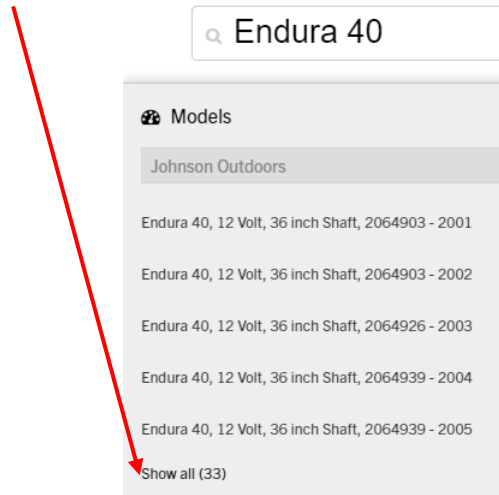 Endura 40
Models
Johnson Outdoors
Endura 40, 12 Volt, 36 inch Shaft, 2064903 - 2001
Endura 40, 12 Volt, 36 inch Shaft, 2064903 - 2002
Endura 40, 12 Volt, 36 inch Shaft, 2064926 - 2003
Endura 40, 12 Volt, 36 inch Shaft, 2064939 - 2004
Endura 40, 12 Volt, 36 inch Shaft, 2064939 - 2005
Show all (33)